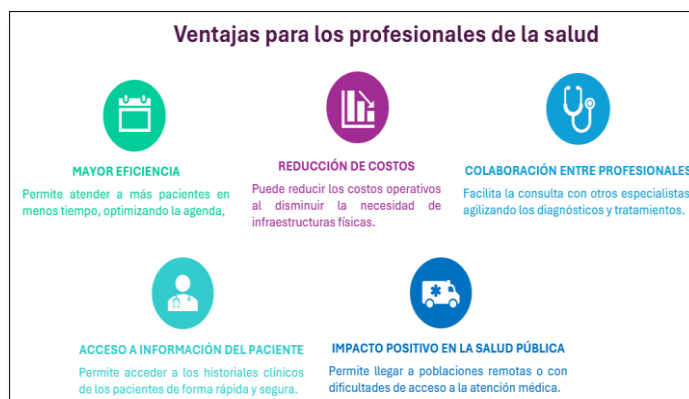 Ventajas para los profesionales de la salud
MAYOR EFICIENCIA
Permite atender a más pacientes en
menos tiempo, optimizando la agenda,
REDUCCIÓN DE COSTOS
Puede reducir los costos operativos
al disminuir la necesidad de
infraestructuras físicas.
COLABORACIÓN ENTRE PROFESIONALES
Facilita la consulta con otros especialistas
agilizando los diagnósticos y tratamientos.
ACCESO A INFORMACIÓN DEL PACIENTE
Permite acceder a los historiales clínicos
de los pacientes de forma rápida y segura.
IMPACTO POSITIVO EN LA SALUD PÚBLICA
Permite llegar a poblaciones remotas o con
dificultades de acceso a la atención médica.